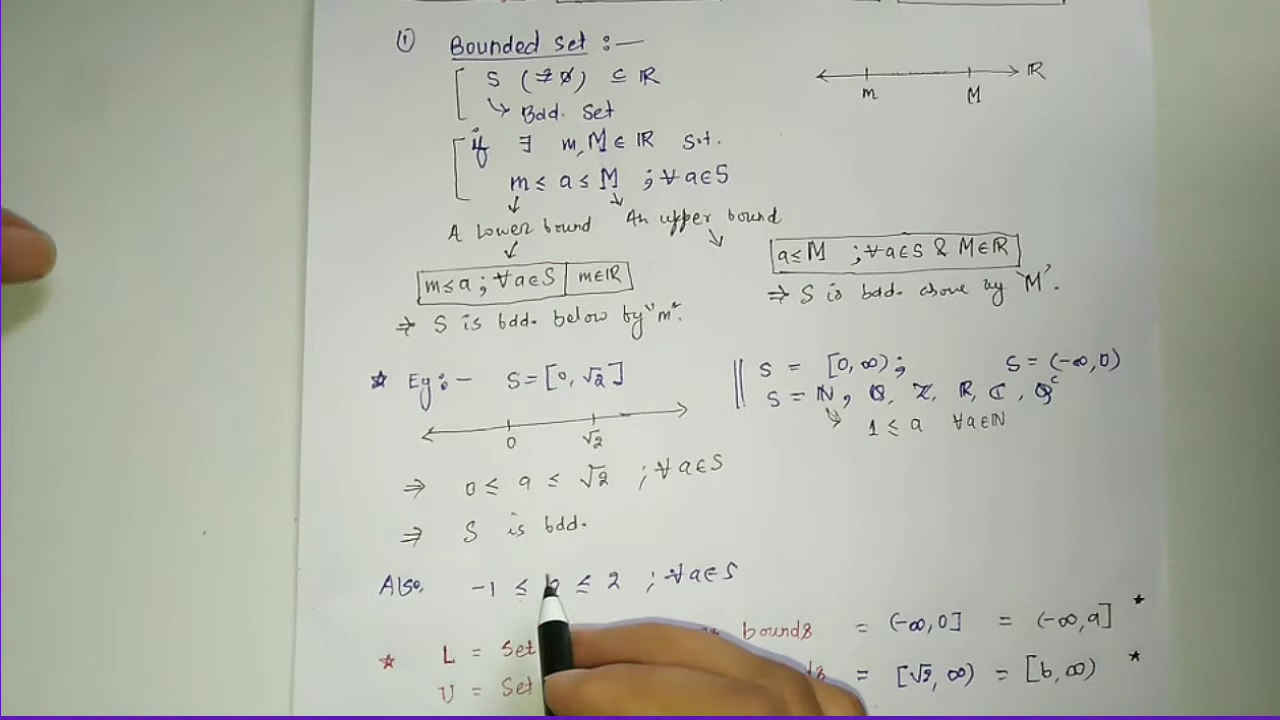 ① Bounded Set :—
S (≠ ∅) ⊆ ℝ
↳ Bdd. Set
if ∃ m, M ∈ ℝ s.t.
m ≤ a ≤ M ; ∀ a∈S
← → ℝ
m M
A Lower bound An upper bound
m ≤ a ; ∀ a∈S | m∈ℝ
⇒ S is bdd. below by "m".
a ≤ M ; ∀ a∈S & M∈ℝ
⇒ S is bdd. above by 'M'.
☆ Eg:— S = [0, √2]
0 √2
⇒ 0 ≤ a ≤ √2 ; ∀ a∈S
⇒ S is bdd.
S = [0, ∞); S = (-∞, 0)
S = ℕ, ℚ, ℤ, ℝ, ℂ, ℚᶜ
↳ 1 ≤ a ∀ a∈ℕ
Also, -1 ≤ ≤ 2 ; ∀ a∈S
☆ L = Set bounds = (-∞, 0] = (-∞, a] *
U = Set = [√2, ∞) = [b, ∞) *